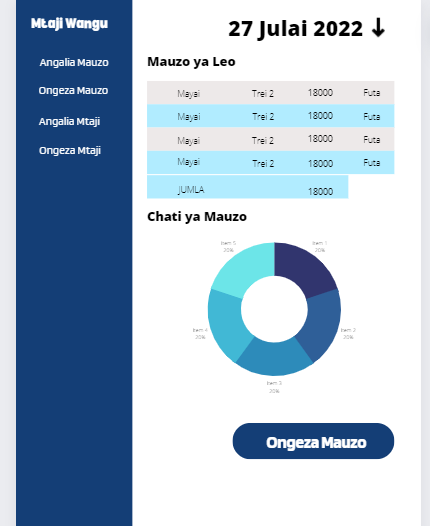 Mtaji Wangu
Angalia Mauzo
Ongeza Mauzo
Angalia Mtaji
Ongeza Mtaji
27 Julai 2022 ↓
Mauzo ya Leo
Mayai Trei 2 18000 Futa
Mayai Trei 2 18000 Futa
Mayai Trei 2 18000 Futa
Mayai Trei 2 18000 Futa
JUMLA 18000
Chati ya Mauzo
Item 5
20%
Item 1
20%
Item 4
20%
Item 2
20%
Item 3
20%
Ongeza Mauzo